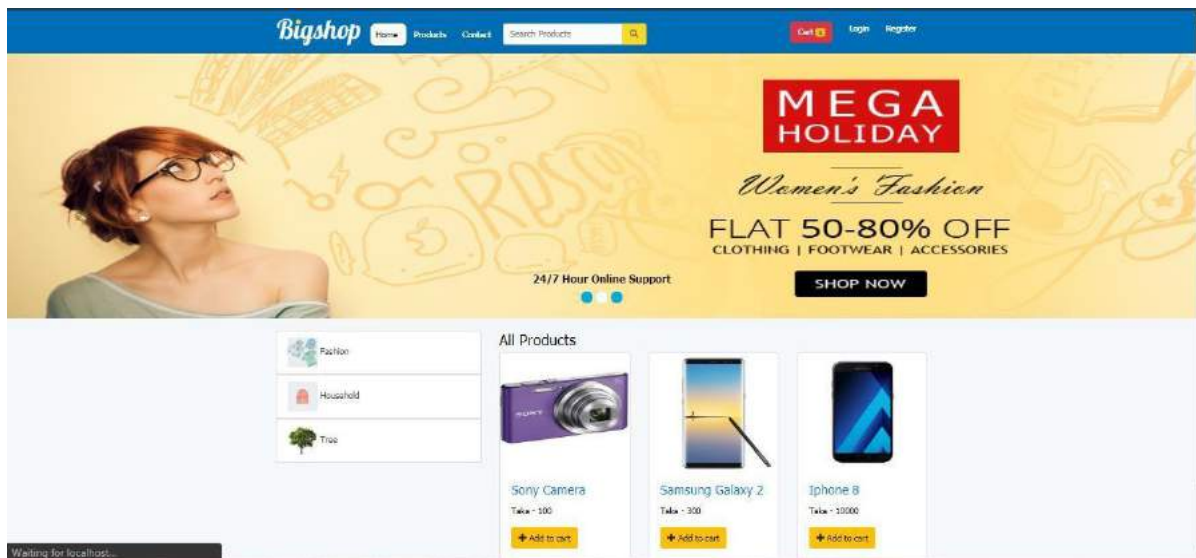 Bigshop Home Products Contact Search Products Cart Login Register
MEGA
HOLIDAY
Women's Fashion
FLAT 50-80% OFF
CLOTHING | FOOTWEAR | ACCESSORIES
24/7 Hour Online Support
SHOP NOW
All Products
Fashion
Household
Tree
SONY
Sony Camera Samsung Galaxy 2 Iphone 8
Taka - 100 Taka - 300 Taka - 10000
+ Add to cart + Add to cart + Add to cart
Waiting for localhost...